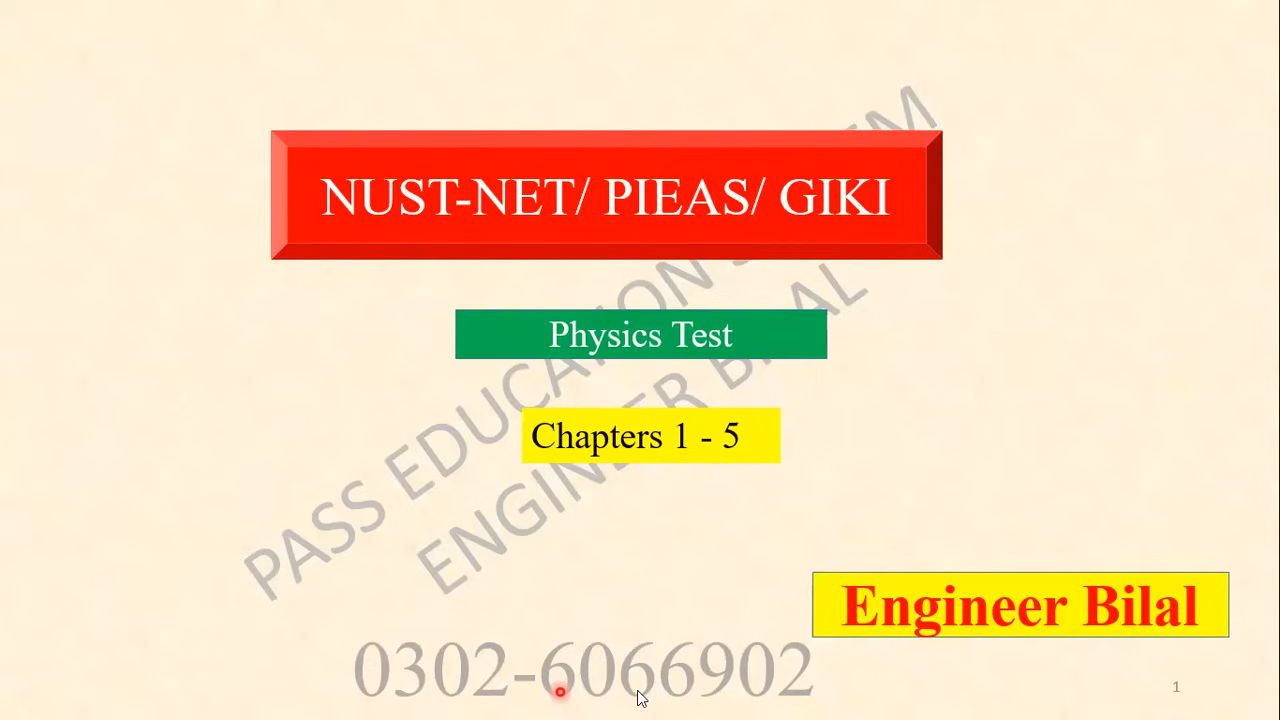 NUST-NET/ PIEAS/ GIKI
Physics Test
Chapters 1 - 5
PASS EDUCATION SYSTEM
ENGINEER BILAL
Engineer Bilal
0302-6066902
1